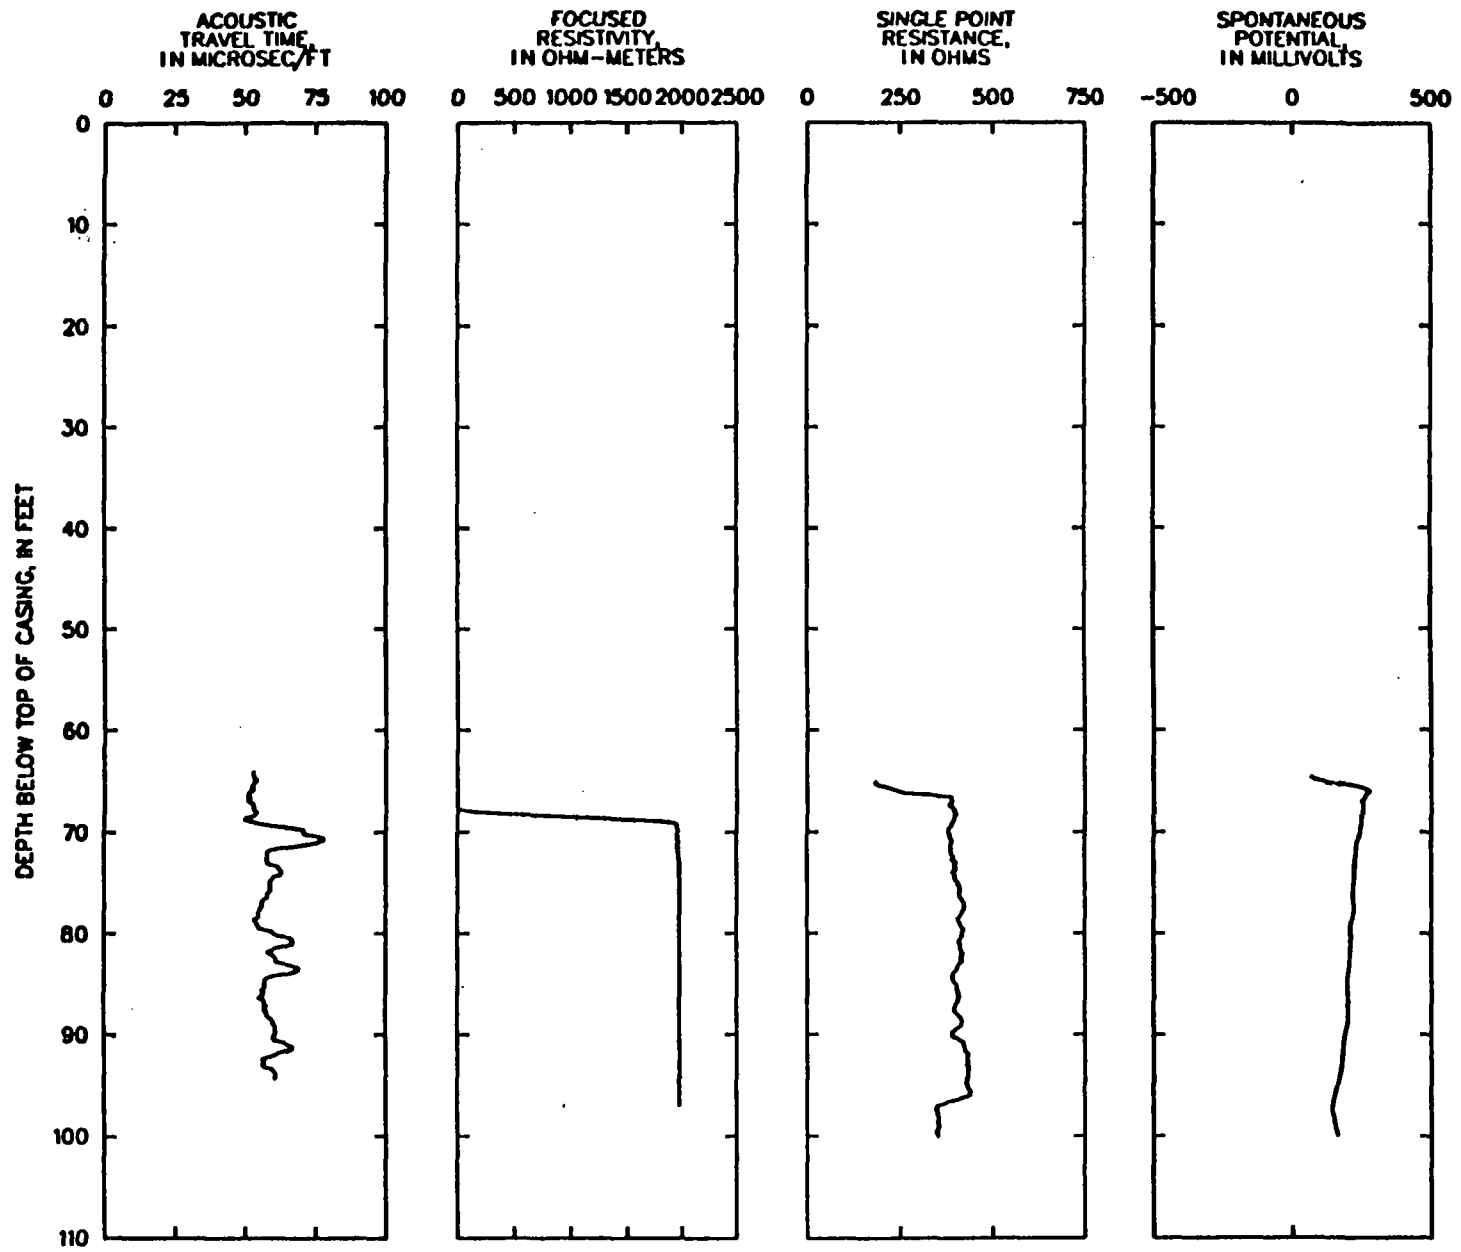 ACOUSTIC
TRAVEL TIME,
IN MICROSEC/FT
FOCUSED
RESISTIVITY,
IN OHM-METERS
SINGLE POINT
RESISTANCE,
IN OHMS
SPONTANEOUS
POTENTIAL,
IN MILLIVOLTS
0 25 50 75 100
0 500 1000 1500 2000 2500
0 250 500 750
-500 0 500
0
10
20
30
40
50
60
70
80
90
100
110
DEPTH BELOW TOP OF CASING, IN FEET